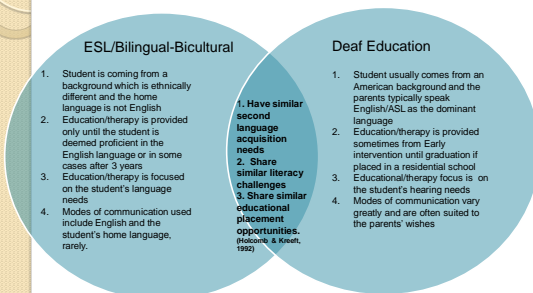 ESL/Bilingual-Bicultural
1. Student is coming from a
background which is ethnically
different and the home
language is not English
2. Education/therapy is provided
only until the student is
deemed proficient in the
English language or in some
cases after 3 years
3. Education/therapy is focused
on the student's language
needs
4. Modes of communication used
include English and the
student's home language,
rarely.
1. Have similar
second
language
acquisition
needs
2. Share
similar literacy
challenges
3. Share similar
educational
placement
opportunities.
(Holcomb & Kreeft,
1992)
Deaf Education
1. Student usually comes from an
American background and the
parents typically speak
English/ASL as the dominant
language
2. Education/therapy is provided
sometimes from Early
intervention until graduation if
placed in a residential school
3. Educational/therapy focus is on
the student's hearing needs
4. Modes of communication vary
greatly and are often suited to
the parents' wishes